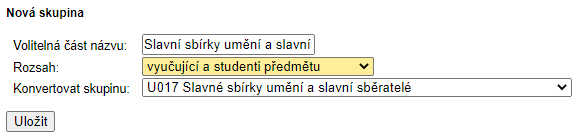 Nová skupina
Volitelná část názvu: Slavní sbírky umění a slavní
Rozsah: vyučující a studenti předmětu
Konvertovat skupinu: U017 Slavné sbírky umění a slavní sběratelé
Uložit